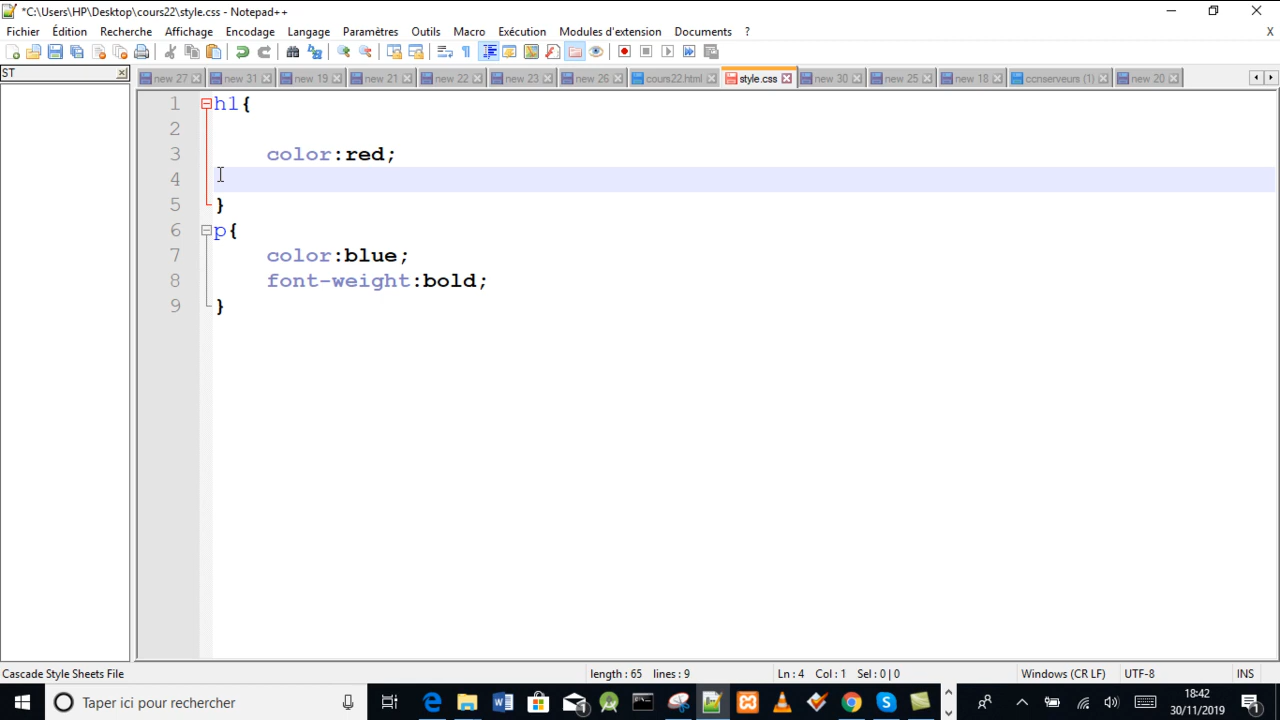 *C:\Users\HP\Desktop\cours22\style.css - Notepad++
Fichier Édition Recherche Affichage Encodage Langage Paramètres Outils Macro Exécution Modules d'extension Documents ? X
ST
new 27 new 31 new 19 new 21 new 22 new 23 new 26 cours22.html style.css new 3 new 25 new 1 ccnserveurs (1) new 20
1 h1{
2
3 color:red;
4
5 }
6 p{
7 color:blue;
8 font-weight:bold;
9 }
Cascade Style Sheets File length : 65 lines : 9 Ln : 4 Col : 1 Sel : 0 | 0 Windows (CR LF) UTF-8 INS
Taper ici pour rechercher
18:42
30/11/2019